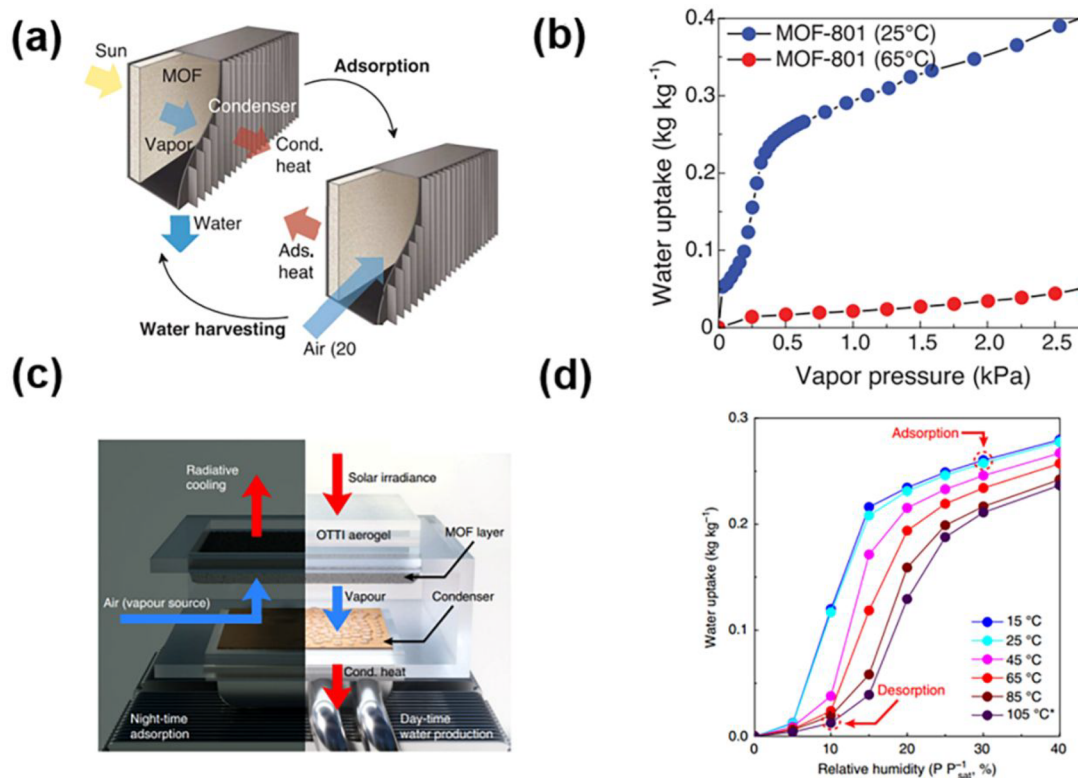 (a)
Sun
MOF
Adsorption
Condenser
Vapor
Cond.
heat
Water
Ads.
heat
Water harvesting
Air (20
(b)
MOF-801 (25°C)
MOF-801 (65°C)
Water uptake (kg kg⁻¹)
0.4
0.3
0.2
0.1
0
0 0.5 1.0 1.5 2.0 2.5
Vapor pressure (kPa)
(c)
Radiative
cooling
Solar irradiance
OTTI aerogel
MOF layer
Air (vapour source)
Vapour
Condenser
Cond. heat
Night-time
adsorption
Day-time
water production
(d)
Water uptake (kg kg⁻¹)
0.3
0.2
0.1
0.0
Adsorption
Desorption
15 °C
25 °C
45 °C
65 °C
85 °C
105 °C*
0 10 20 30 40
Relative humidity (P P⁻¹sat, %)